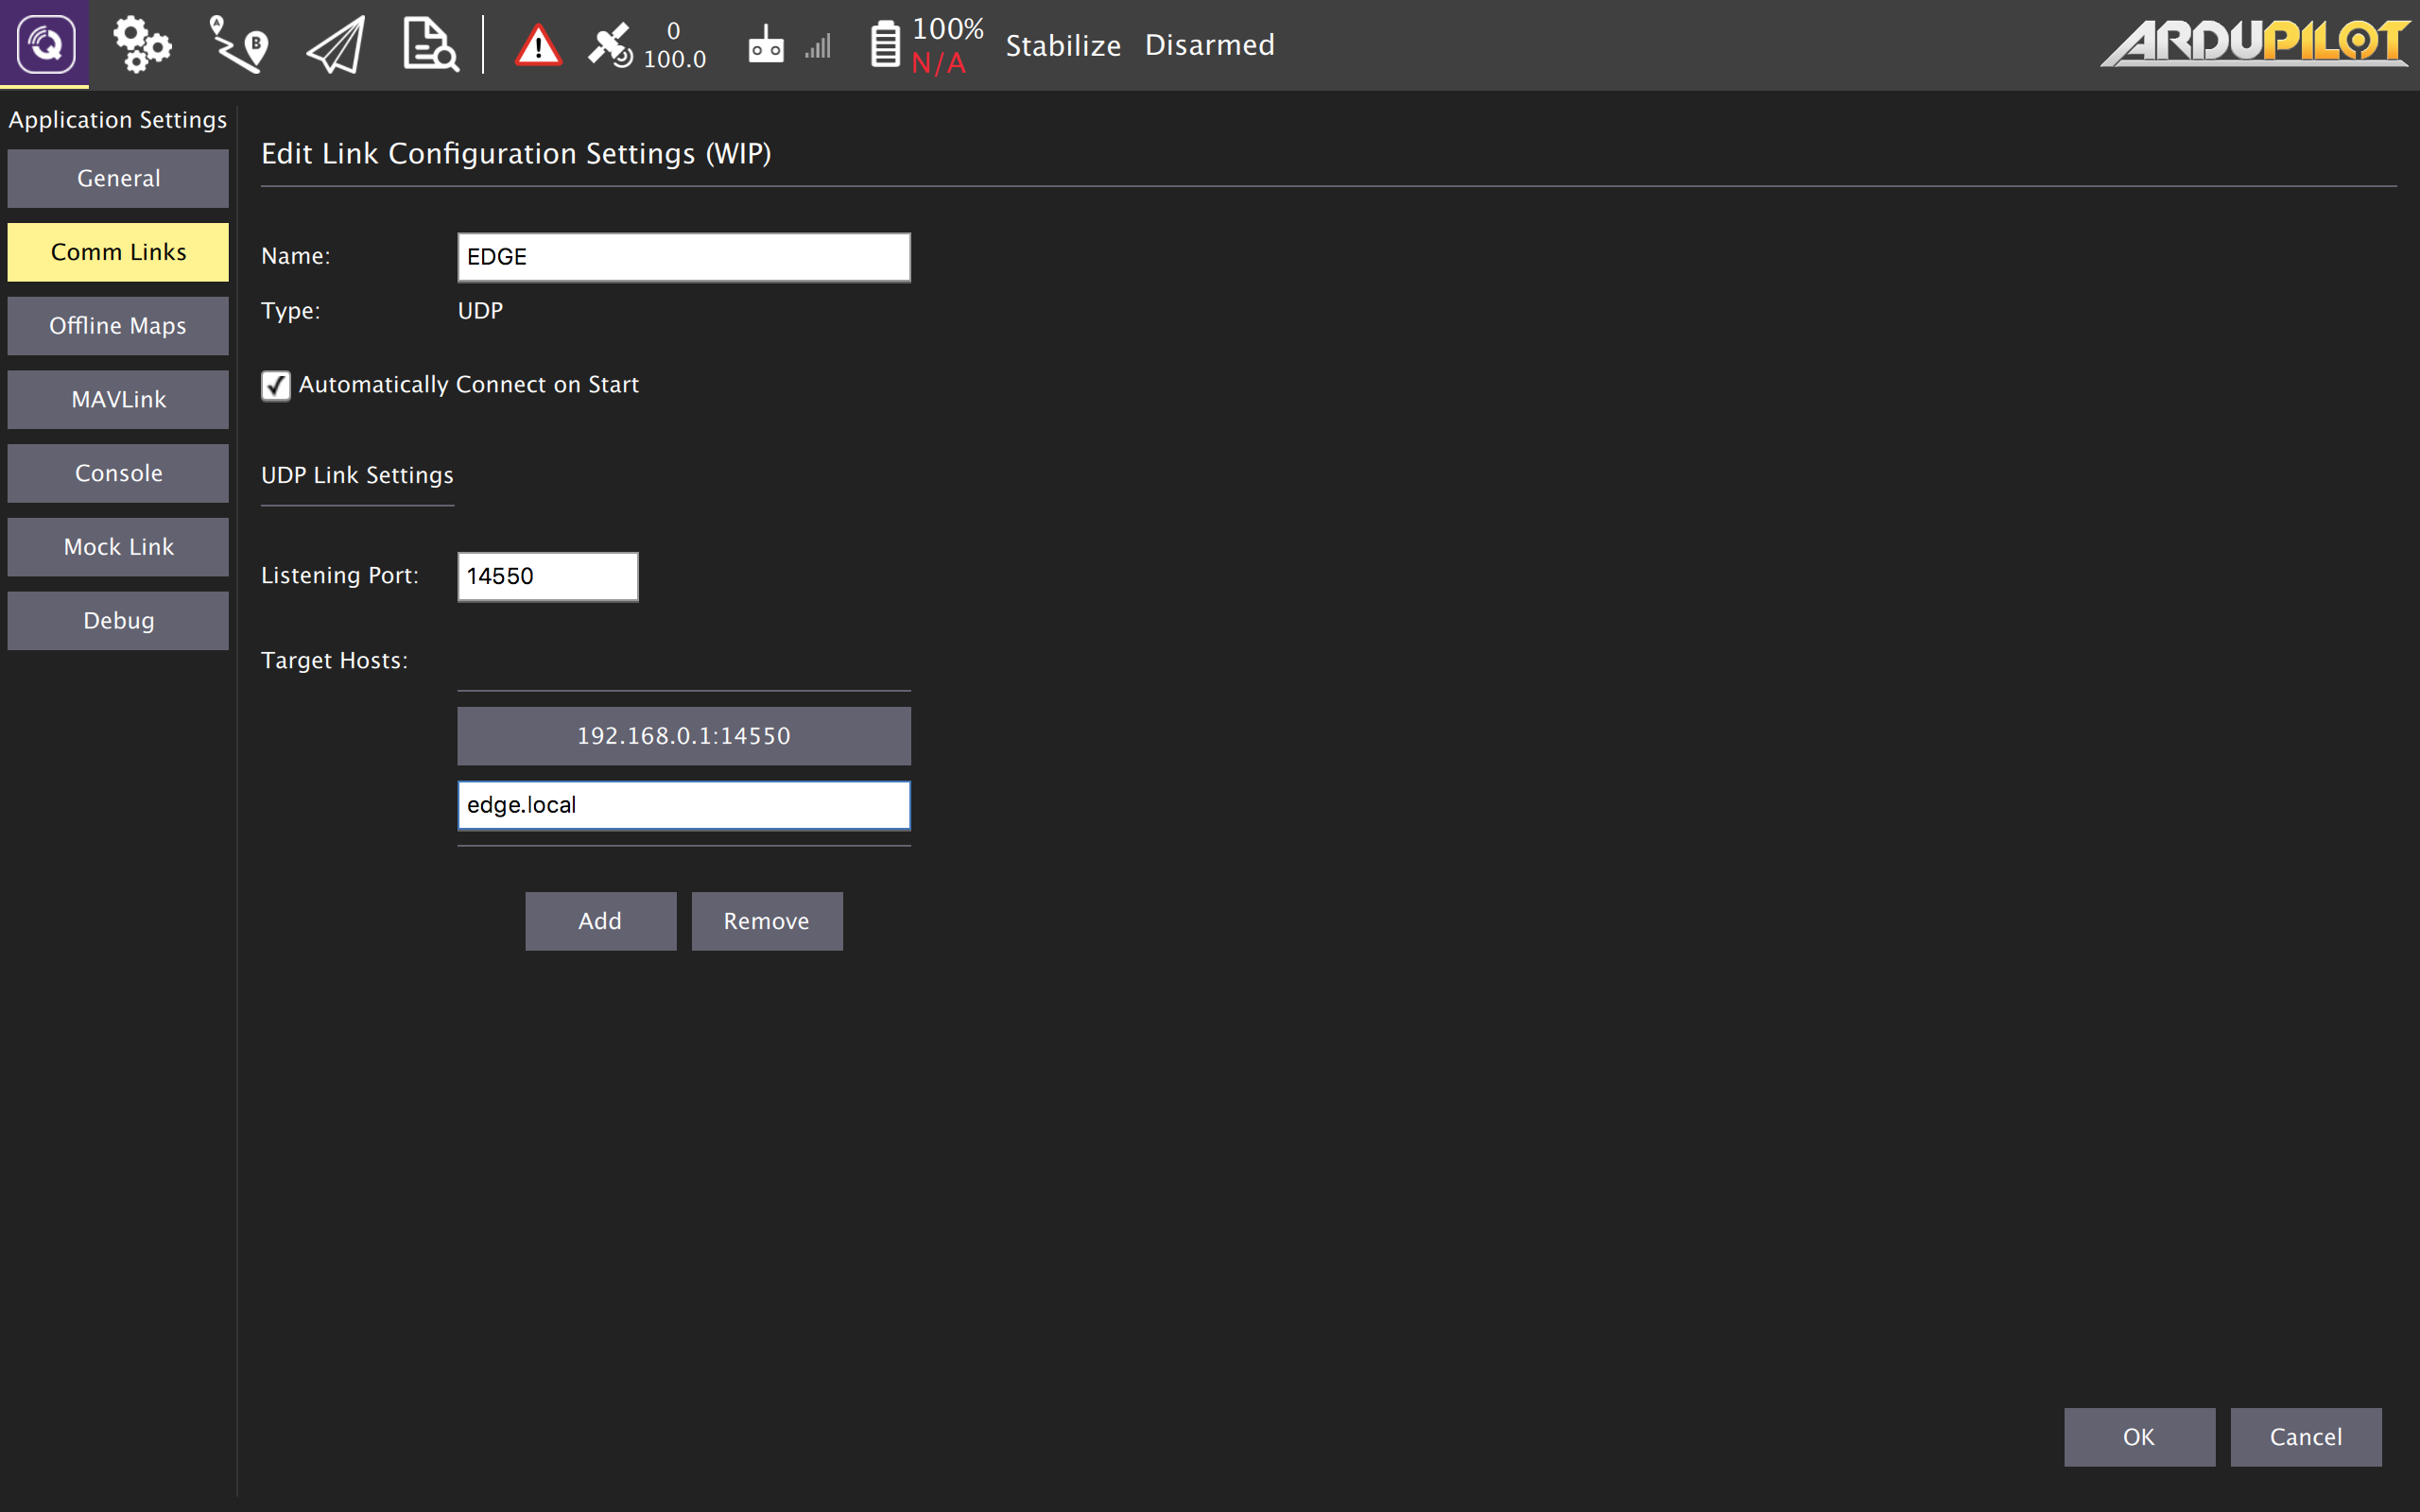 A
B
0
100.0
100%
N/A
Stabilize
Disarmed
ARDUPILOT
Application Settings
General
Comm Links
Offline Maps
MAVLink
Console
Mock Link
Debug
Edit Link Configuration Settings (WIP)
Name: EDGE
Type: UDP
Automatically Connect on Start
UDP Link Settings
Listening Port: 14550
Target Hosts:
192.168.0.1:14550
edge.local
Add
Remove
OK
Cancel